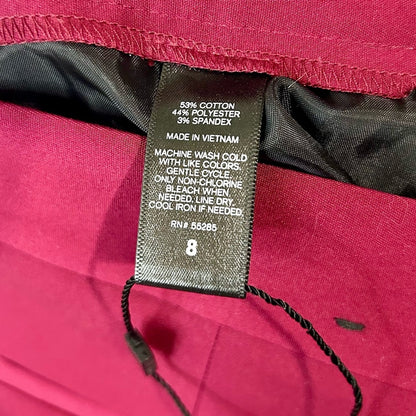 53% COTTON
44% POLYESTER
3% SPANDEX
MADE IN VIETNAM
MACHINE WASH COLD
WITH LIKE COLORS.
GENTLE CYCLE.
ONLY NON-CHLORINE
BLEACH WHEN
NEEDED. LINE DRY.
COOL IRON IF NEEDED.
RN# 55285
8